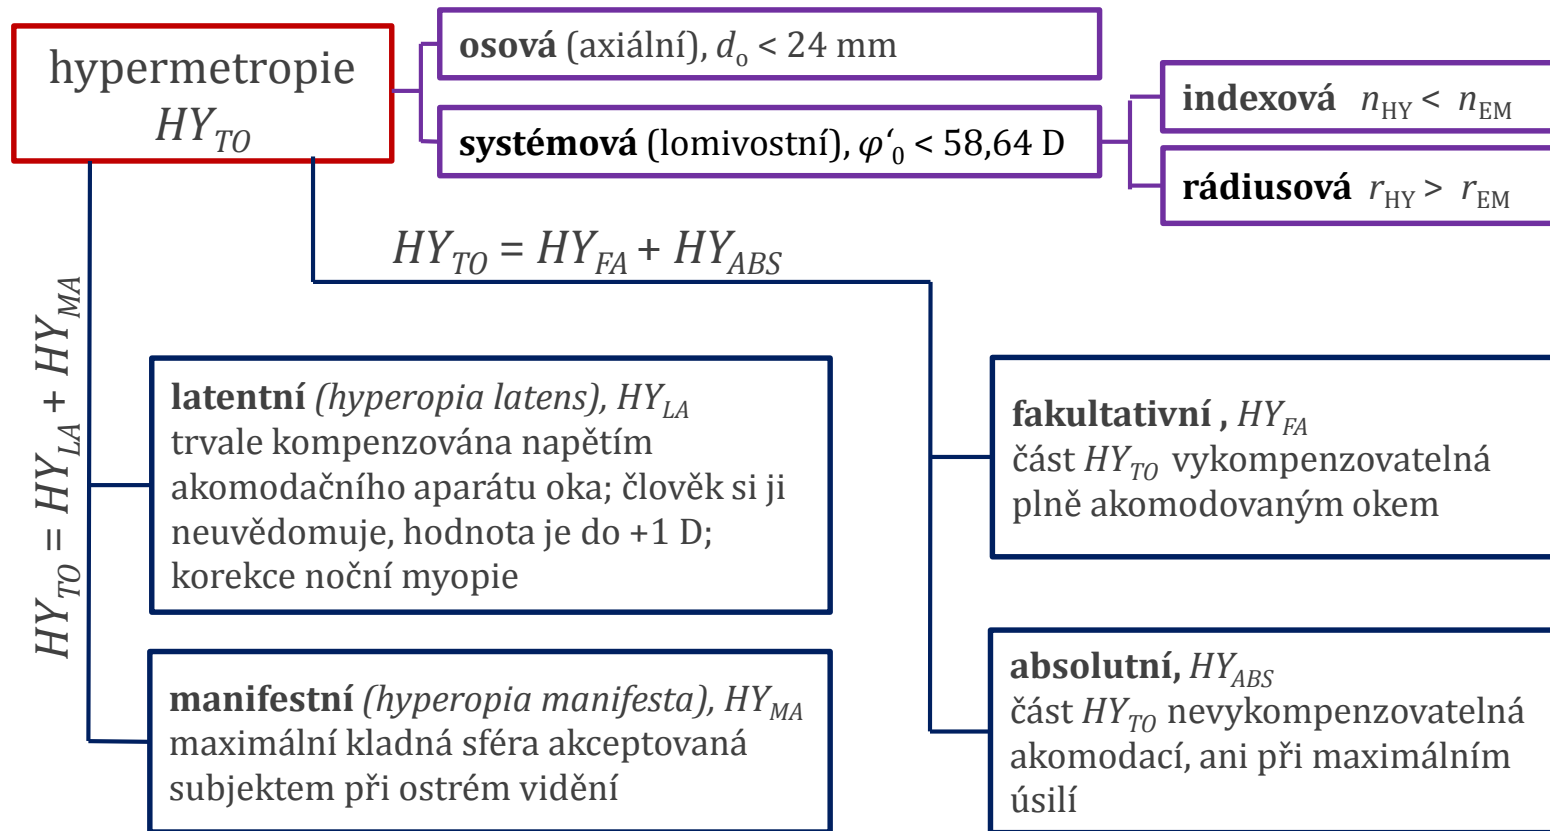 hypermetropie
HY_TO
osová (axiální), d_o < 24 mm
systémová (lomivostní), φ‘_0 < 58,64 D
indexová n_HY < n_EM
rádiusová r_HY > r_EM
HY_TO = HY_FA + HY_ABS
HY_TO = HY_LA + HY_MA
latentní (hyperopia latens), HY_LA
trvale kompenzována napětím
akomodačního aparátu oka; člověk si ji
neuvědomuje, hodnota je do +1 D;
korekce noční myopie
manifestní (hyperopia manifesta), HY_MA
maximální kladná sféra akceptovaná
subjektem při ostrém vidění
fakultativní , HY_FA
část HY_TO vykompenzovatelná
plně akomodovaným okem
absolutní, HY_ABS
část HY_TO nevykompenzovatelná
akomodací, ani při maximálním
úsilí